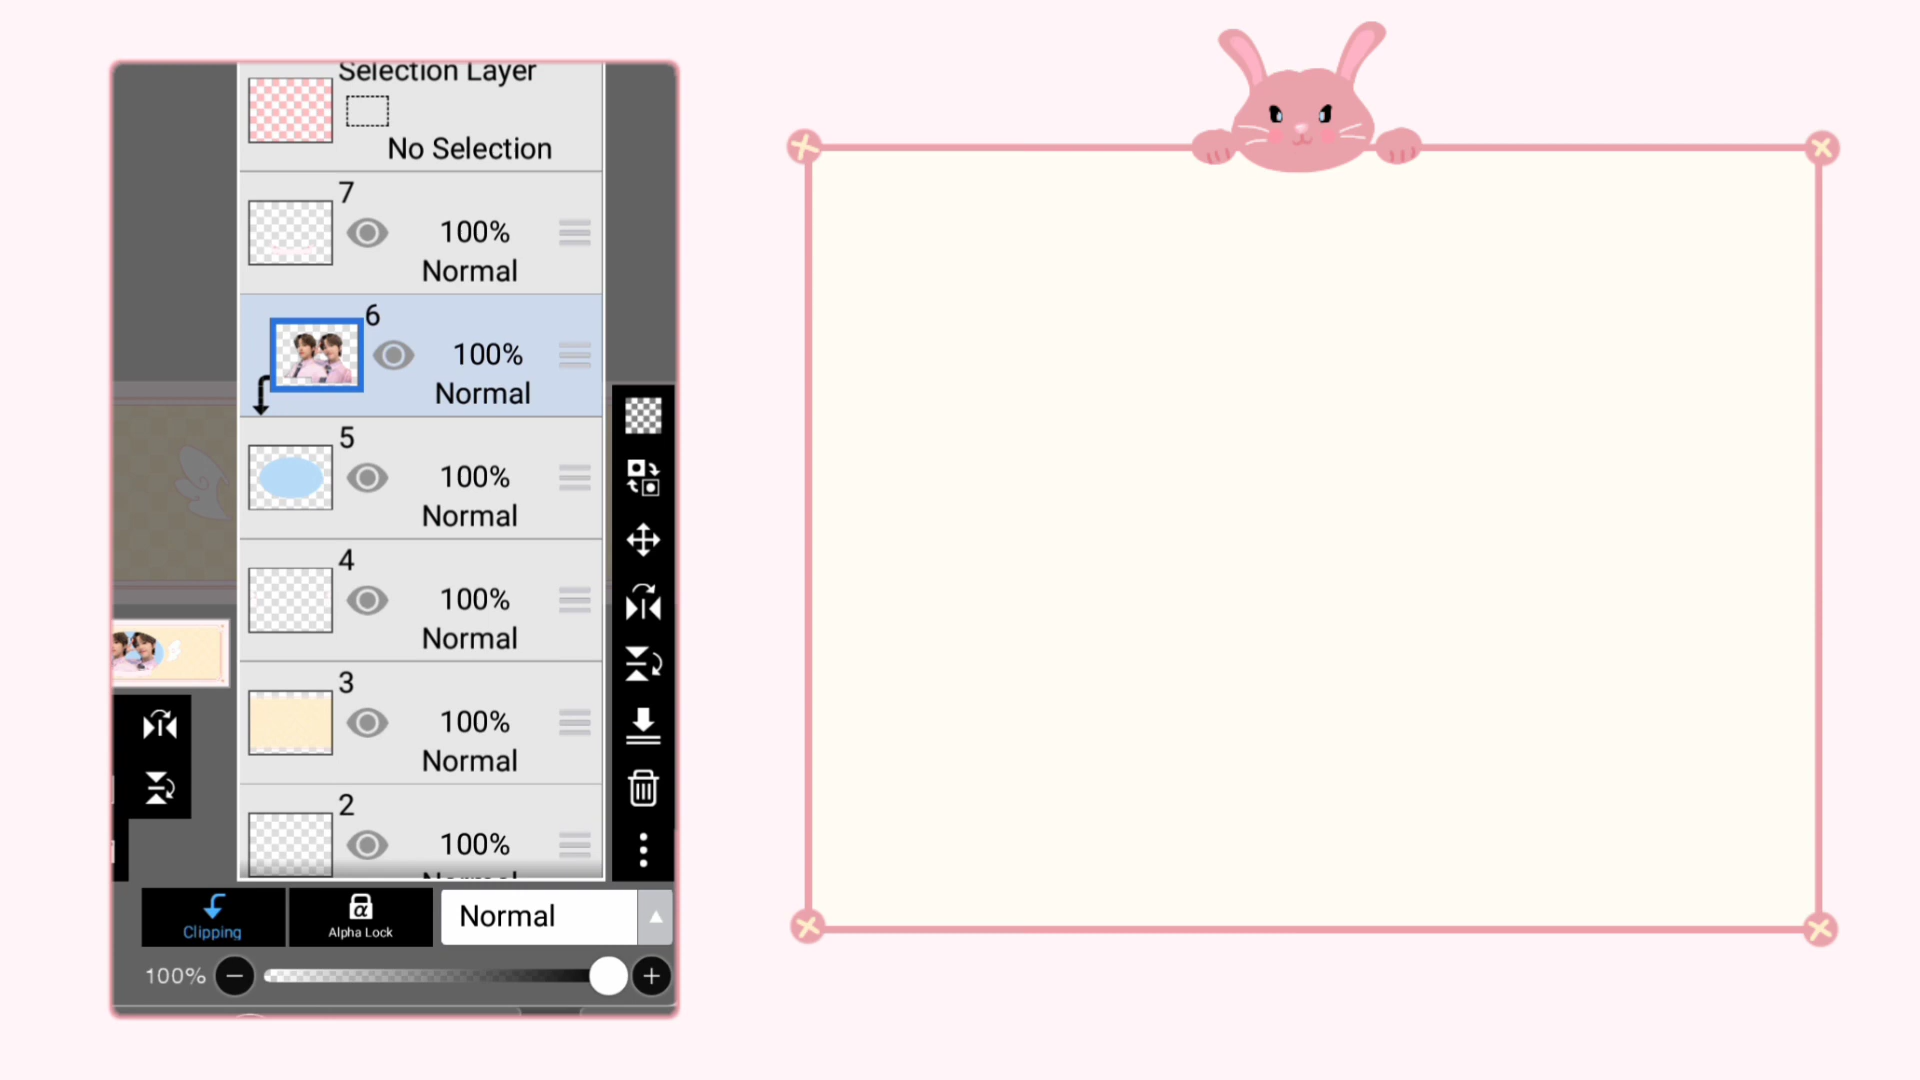 Selection Layer
No Selection
7
100%
Normal
6
100%
Normal
5
100%
Normal
4
100%
Normal
3
100%
Normal
2
100%
Clipping
α
Alpha Lock
Normal
100%